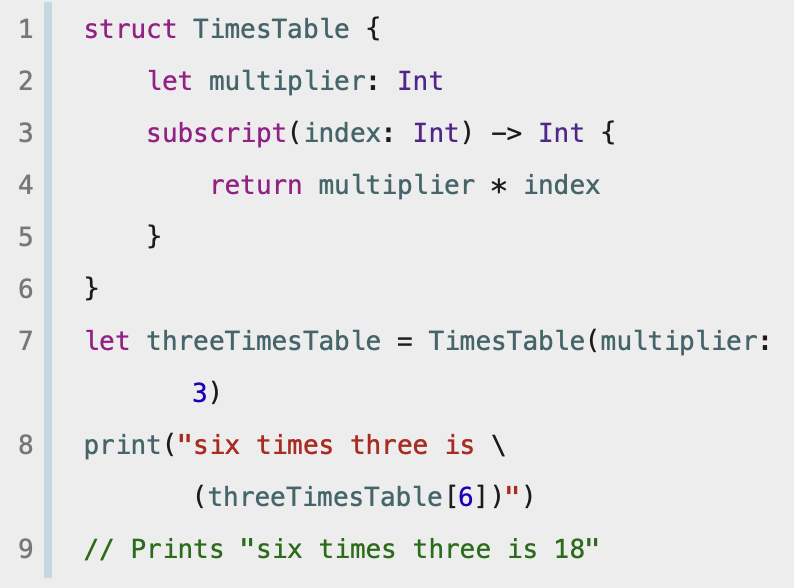 1 struct TimesTable {
2     let multiplier: Int
3     subscript(index: Int) -> Int {
4         return multiplier * index
5     }
6 }
7 let threeTimesTable = TimesTable(multiplier:
       3)
8 print("six times three is \
       (threeTimesTable[6])")
9 // Prints "six times three is 18"